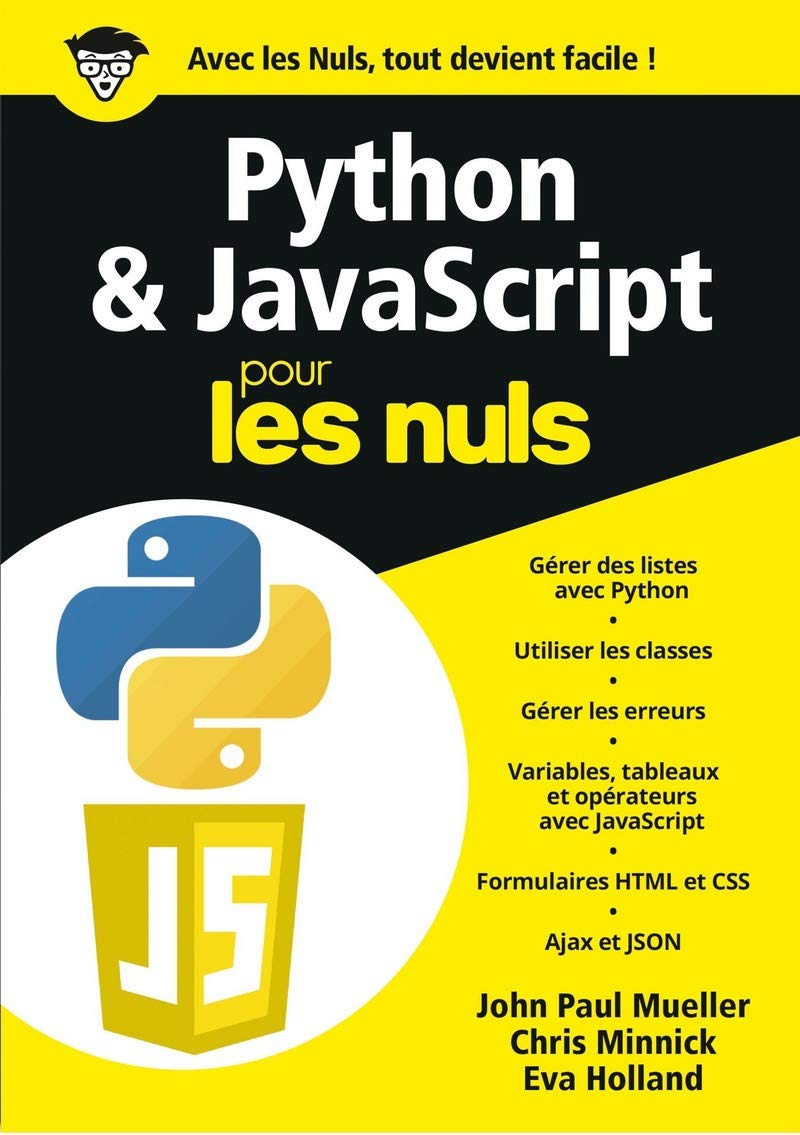 Avec les Nuls, tout devient facile !
Python
& JavaScript
pour
les nuls
Gérer des listes
avec Python
•
Utiliser les classes
•
Gérer les erreurs
•
Variables, tableaux
et opérateurs
avec JavaScript
•
Formulaires HTML et CSS
•
Ajax et JSON
JS
John Paul Mueller
Chris Minnick
Eva Holland